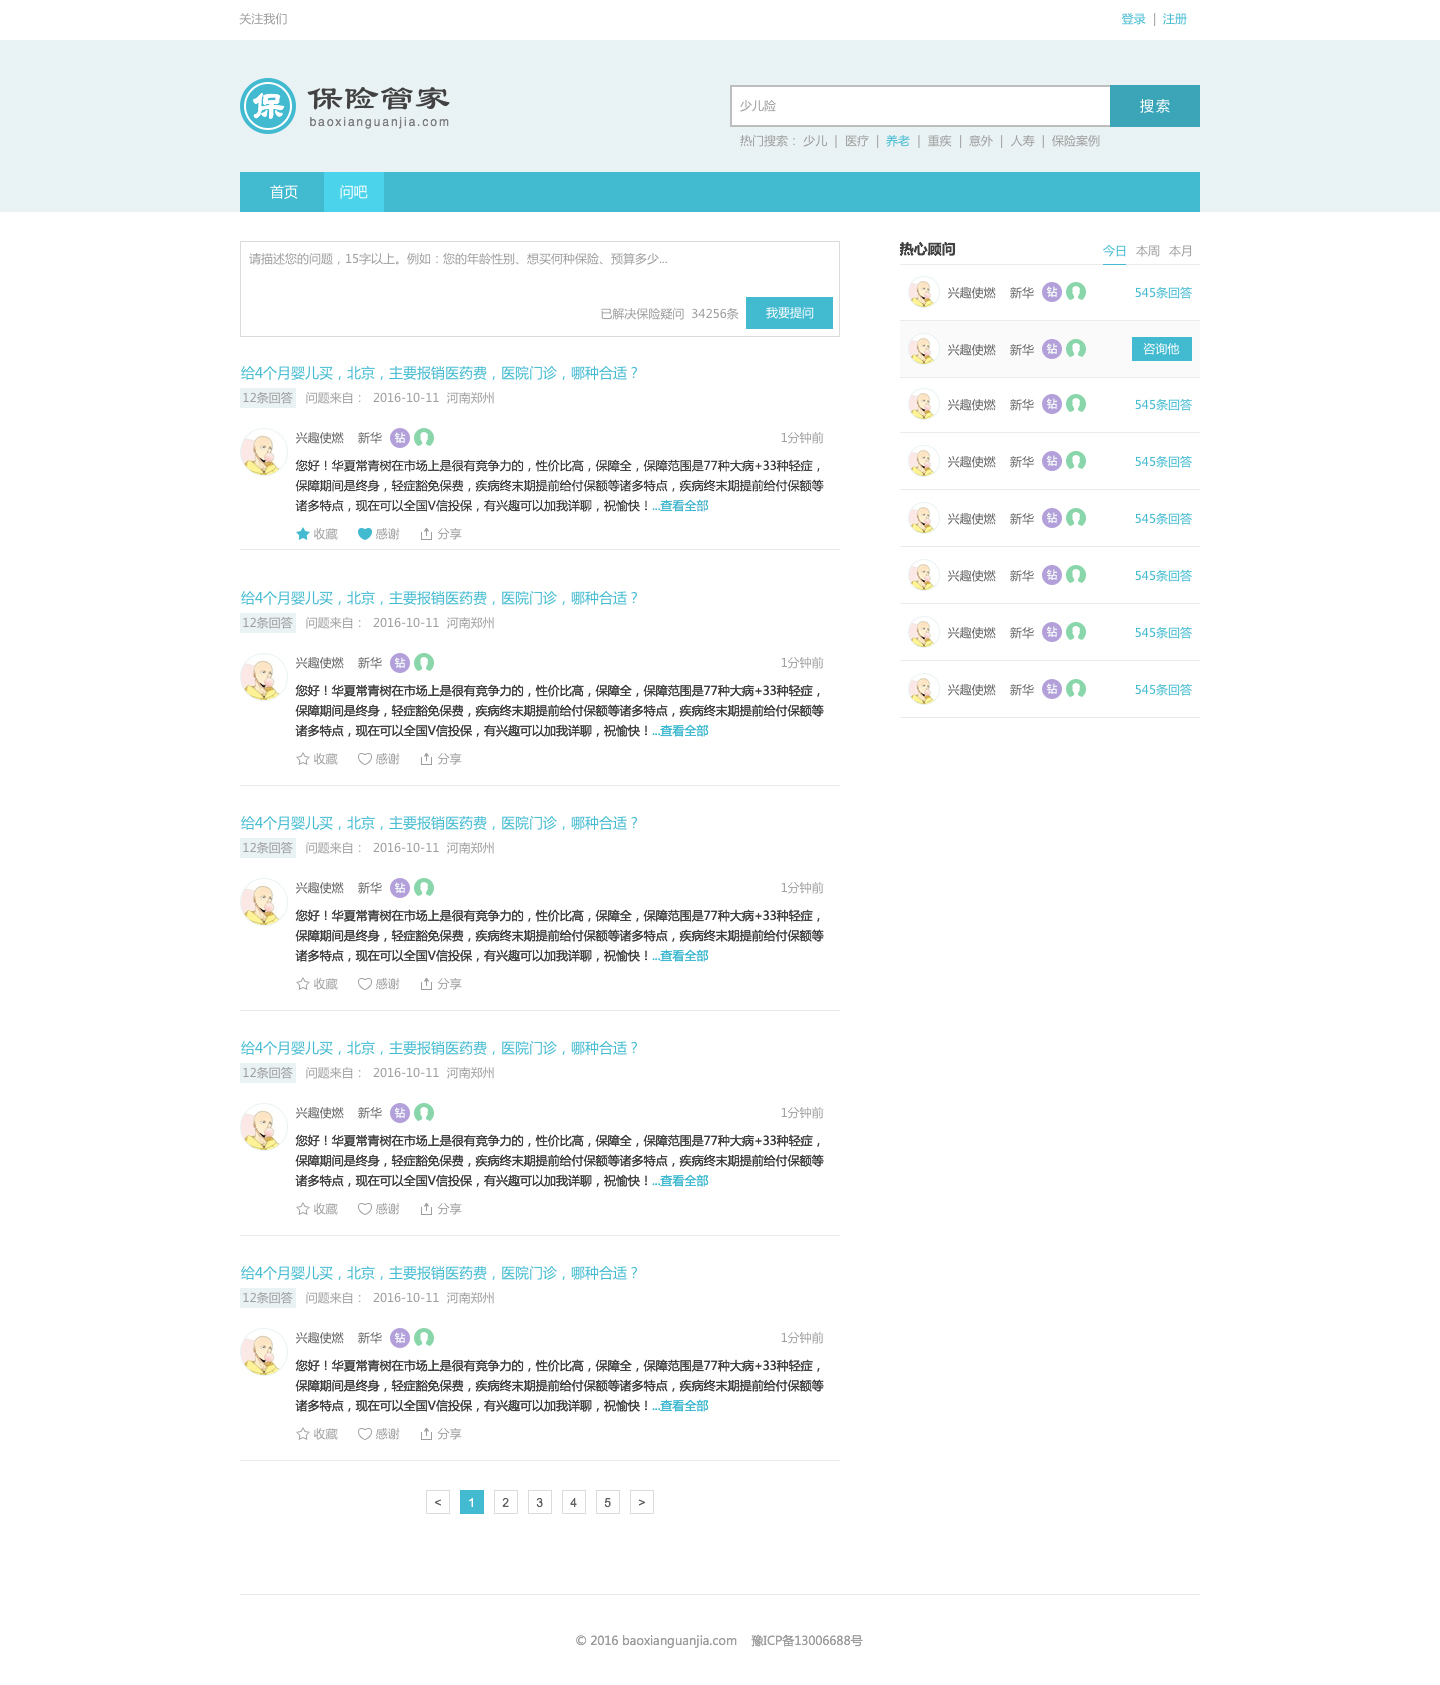 关注我们
登录 | 注册
保 保险管家
baoxianguanjia.com
少儿险 搜索
热门搜索： 少儿 | 医疗 | 养老 | 重疾 | 意外 | 人寿 | 保险案例
首页 问吧
请描述您的问题，15字以上。例如：您的年龄性别、想买何种保险、预算多少...
已解决保险疑问 34256条 我要提问
给4个月婴儿买，北京，主要报销医药费，医院门诊，哪种合适？
12条回答 问题来自： 2016-10-11 河南郑州
兴趣使燃 新华 钻 1分钟前
您好！华夏常青树在市场上是很有竞争力的，性价比高，保障全，保障范围是77种大病+33种轻症，
保障期间是终身，轻症豁免保费，疾病终末期提前给付保额等诸多特点，疾病终末期提前给付保额等
诸多特点，现在可以全国V信投保，有兴趣可以加我详聊，祝愉快！...查看全部
收藏 感谢 分享
给4个月婴儿买，北京，主要报销医药费，医院门诊，哪种合适？
12条回答 问题来自： 2016-10-11 河南郑州
兴趣使燃 新华 钻 1分钟前
您好！华夏常青树在市场上是很有竞争力的，性价比高，保障全，保障范围是77种大病+33种轻症，
保障期间是终身，轻症豁免保费，疾病终末期提前给付保额等诸多特点，疾病终末期提前给付保额等
诸多特点，现在可以全国V信投保，有兴趣可以加我详聊，祝愉快！...查看全部
收藏 感谢 分享
给4个月婴儿买，北京，主要报销医药费，医院门诊，哪种合适？
12条回答 问题来自： 2016-10-11 河南郑州
兴趣使燃 新华 钻 1分钟前
您好！华夏常青树在市场上是很有竞争力的，性价比高，保障全，保障范围是77种大病+33种轻症，
保障期间是终身，轻症豁免保费，疾病终末期提前给付保额等诸多特点，疾病终末期提前给付保额等
诸多特点，现在可以全国V信投保，有兴趣可以加我详聊，祝愉快！...查看全部
收藏 感谢 分享
给4个月婴儿买，北京，主要报销医药费，医院门诊，哪种合适？
12条回答 问题来自： 2016-10-11 河南郑州
兴趣使燃 新华 钻 1分钟前
您好！华夏常青树在市场上是很有竞争力的，性价比高，保障全，保障范围是77种大病+33种轻症，
保障期间是终身，轻症豁免保费，疾病终末期提前给付保额等诸多特点，疾病终末期提前给付保额等
诸多特点，现在可以全国V信投保，有兴趣可以加我详聊，祝愉快！...查看全部
收藏 感谢 分享
给4个月婴儿买，北京，主要报销医药费，医院门诊，哪种合适？
12条回答 问题来自： 2016-10-11 河南郑州
兴趣使燃 新华 钻 1分钟前
您好！华夏常青树在市场上是很有竞争力的，性价比高，保障全，保障范围是77种大病+33种轻症，
保障期间是终身，轻症豁免保费，疾病终末期提前给付保额等诸多特点，疾病终末期提前给付保额等
诸多特点，现在可以全国V信投保，有兴趣可以加我详聊，祝愉快！...查看全部
收藏 感谢 分享
< 1 2 3 4 5 >
热心顾问 今日 本周 本月
兴趣使燃 新华 钻 545条回答
兴趣使燃 新华 钻 咨询他
兴趣使燃 新华 钻 545条回答
兴趣使燃 新华 钻 545条回答
兴趣使燃 新华 钻 545条回答
兴趣使燃 新华 钻 545条回答
兴趣使燃 新华 钻 545条回答
兴趣使燃 新华 钻 545条回答
© 2016 baoxianguanjia.com 豫ICP备13006688号